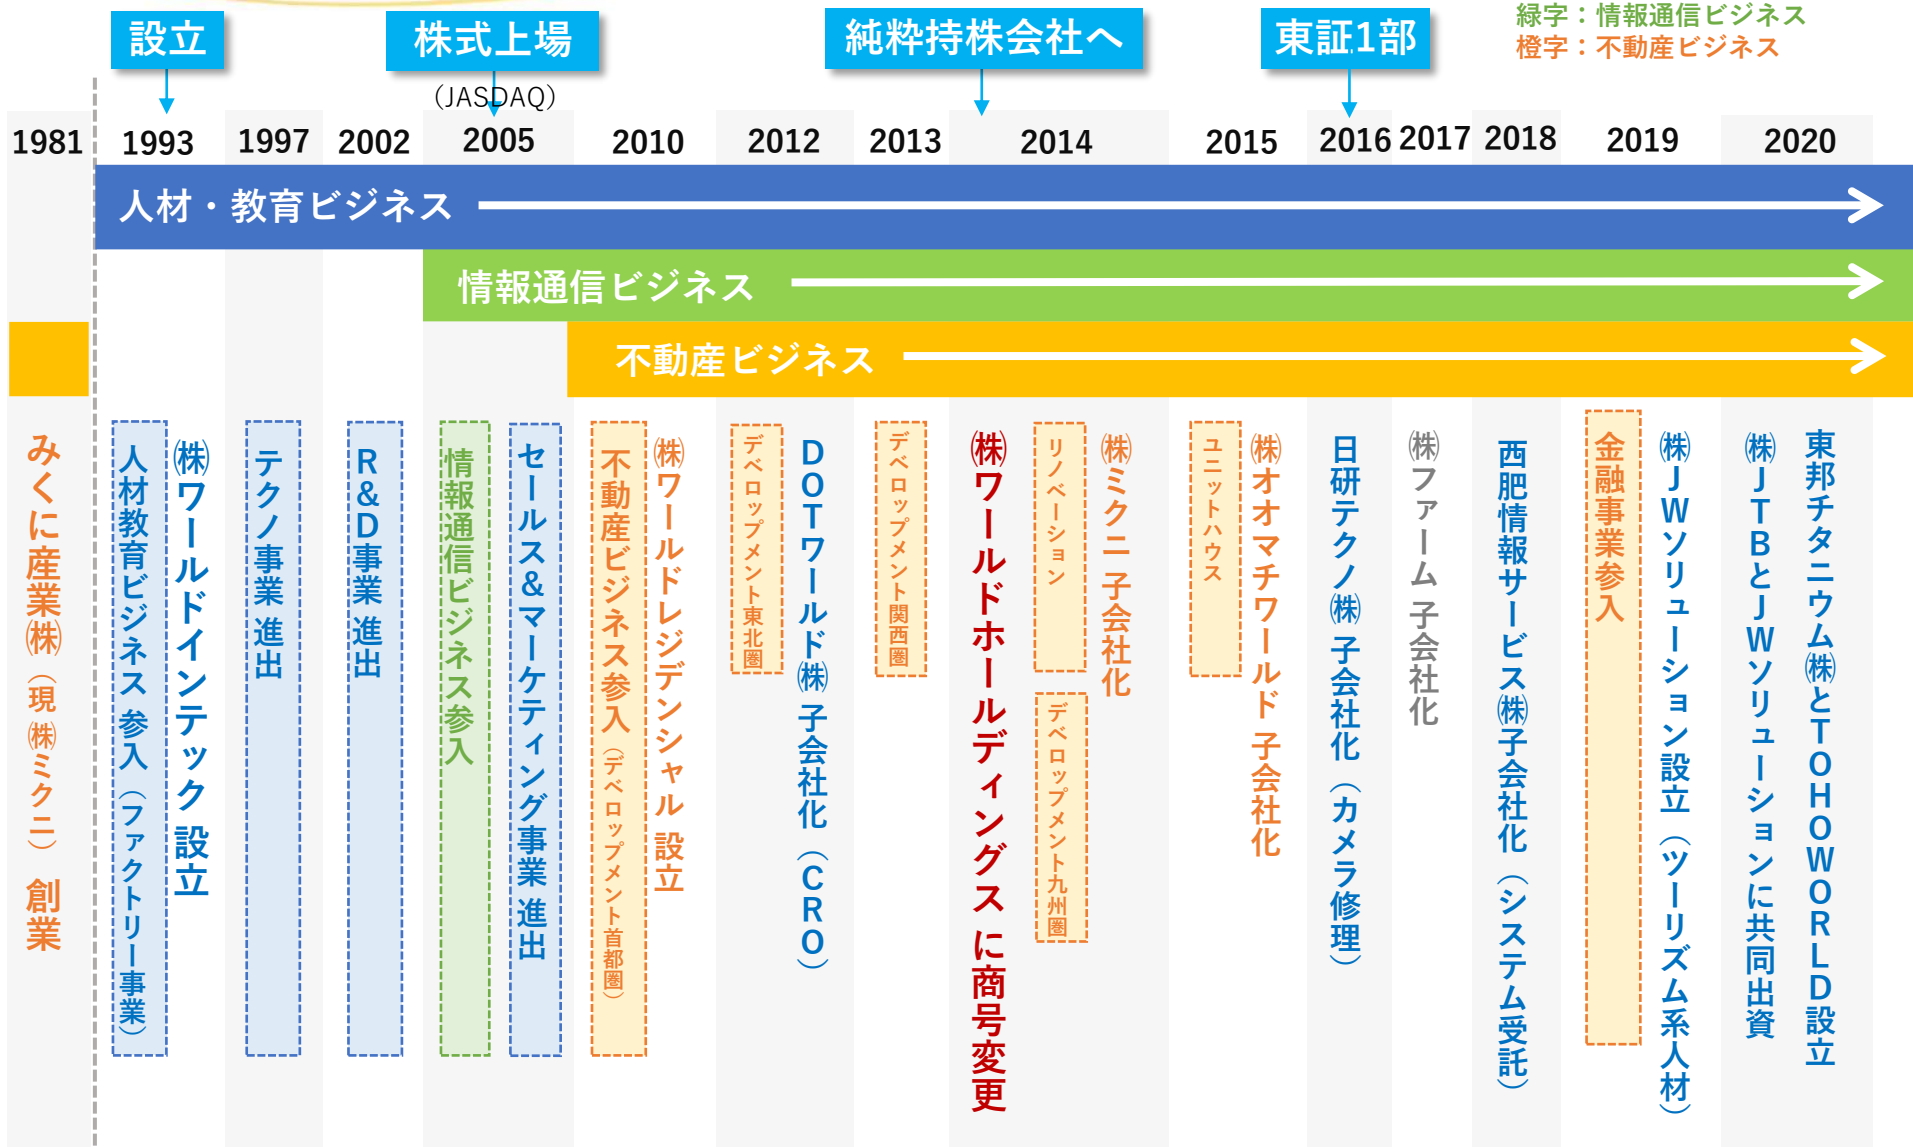 設立
株式上場
(JASDAQ)
純粋持株会社へ
東証1部
緑字：情報通信ビジネス
橙字：不動産ビジネス
1981
1993
1997
2002
2005
2010
2012
2013
2014
2015
2016
2017
2018
2019
2020
人材・教育ビジネス
情報通信ビジネス
不動産ビジネス
みくに産業㈱（現 ㈱ミクニ） 創業
人材教育ビジネス 参入（ファクトリー事業）
㈱ワールドインテック 設立
テクノ事業 進出
R&D事業 進出
情報通信ビジネス参入
セールス&マーケティング事業 進出
不動産ビジネス参入（デベロップメント首都圏）
㈱ワールドレジデンシャル 設立
デベロップメント東北圏
DOTワールド㈱ 子会社化（CRO）
デベロップメント関西圏
㈱ワールドホールディングス に商号変更
リノベーション
デベロップメント九州圏
㈱ミクニ 子会社化
ユニットハウス
㈱オオマチワールド 子会社化
日研テクノ㈱ 子会社化（カメラ修理）
㈱ファーム 子会社化
西肥情報サービス㈱子会社化（システム受託）
金融事業参入
㈱JWソリューション設立（ツーリズム系人材）
㈱JTBとJWソリューションに共同出資
東邦チタニウム㈱とTOHOWORLD設立